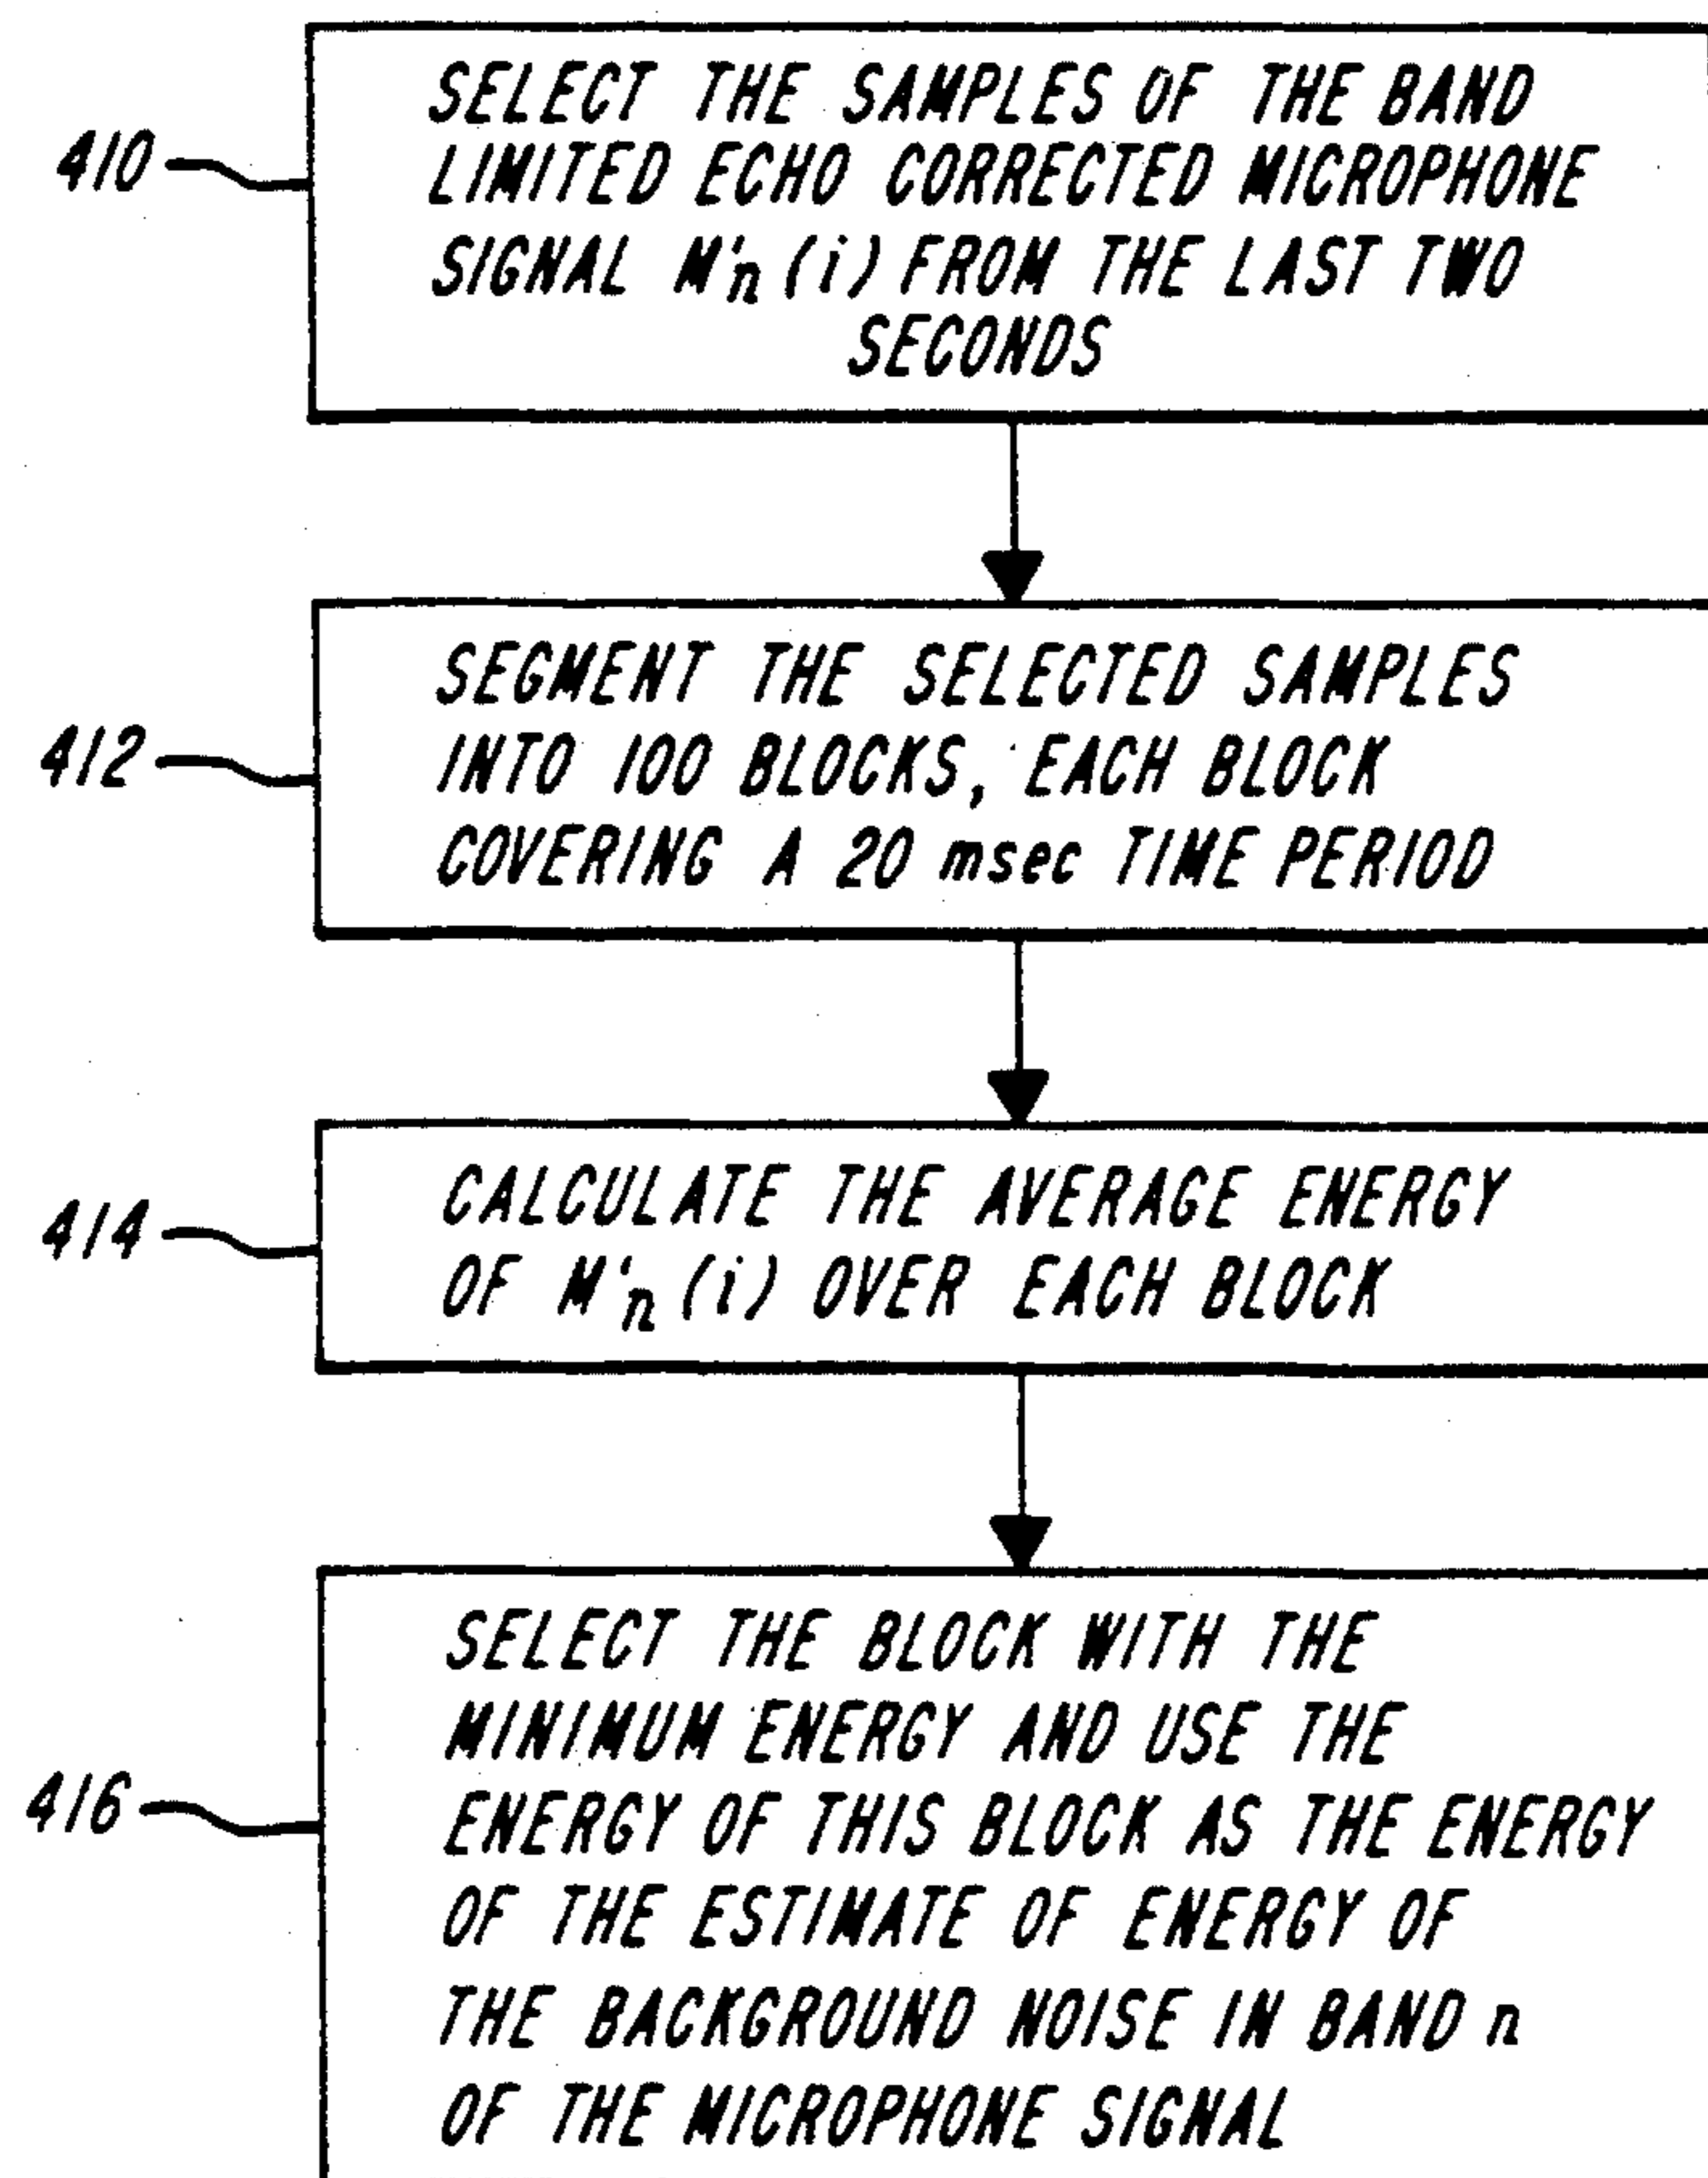 410
SELECT THE SAMPLES OF THE BAND
LIMITED ECHO CORRECTED MICROPHONE
SIGNAL M'n (i) FROM THE LAST TWO
SECONDS
412
SEGMENT THE SELECTED SAMPLES
INTO 100 BLOCKS, EACH BLOCK
COVERING A 20 msec TIME PERIOD
414
CALCULATE THE AVERAGE ENERGY
OF M'n (i) OVER EACH BLOCK
416
SELECT THE BLOCK WITH THE
MINIMUM ENERGY AND USE THE
ENERGY OF THIS BLOCK AS THE ENERGY
OF THE ESTIMATE OF ENERGY OF
THE BACKGROUND NOISE IN BAND n
OF THE MICROPHONE SIGNAL